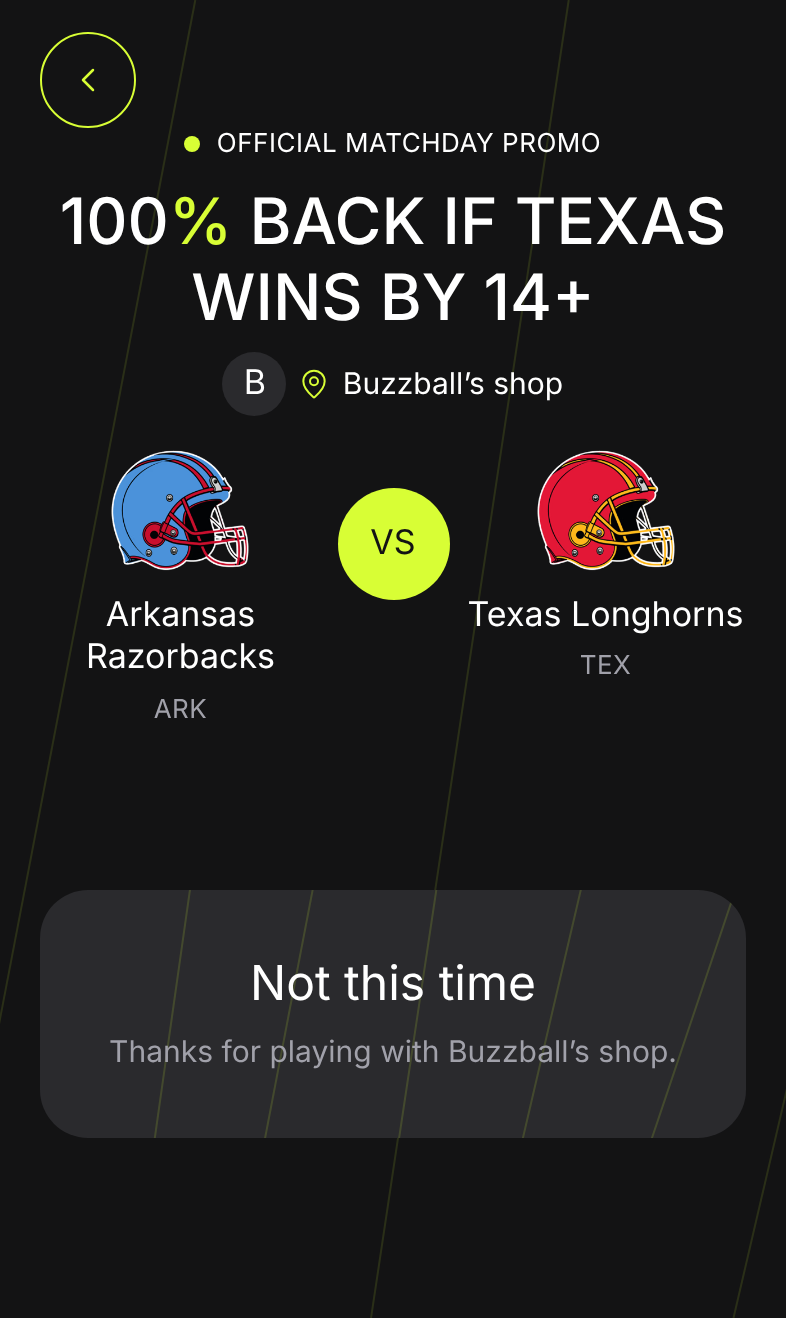 OFFICIAL MATCHDAY PROMO
100% BACK IF TEXAS
WINS BY 14+
B Buzzball’s shop
VS
Arkansas
Razorbacks
ARK
Texas Longhorns
TEX
Not this time
Thanks for playing with Buzzball’s shop.